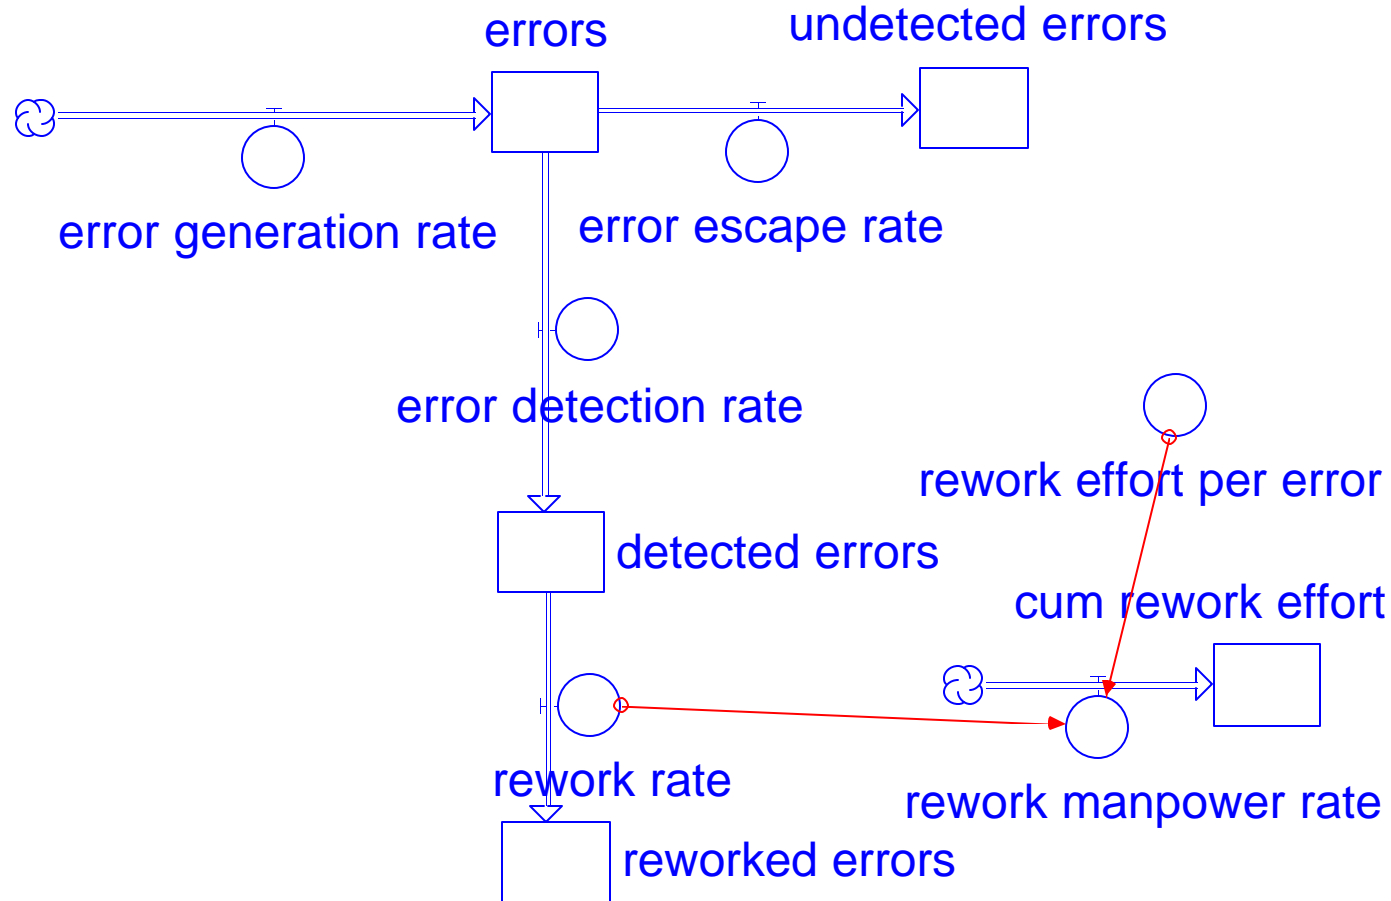 errors
undetected errors
error generation rate
error escape rate
error detection rate
rework effort per error
detected errors
cum rework effort
rework rate
rework manpower rate
reworked errors